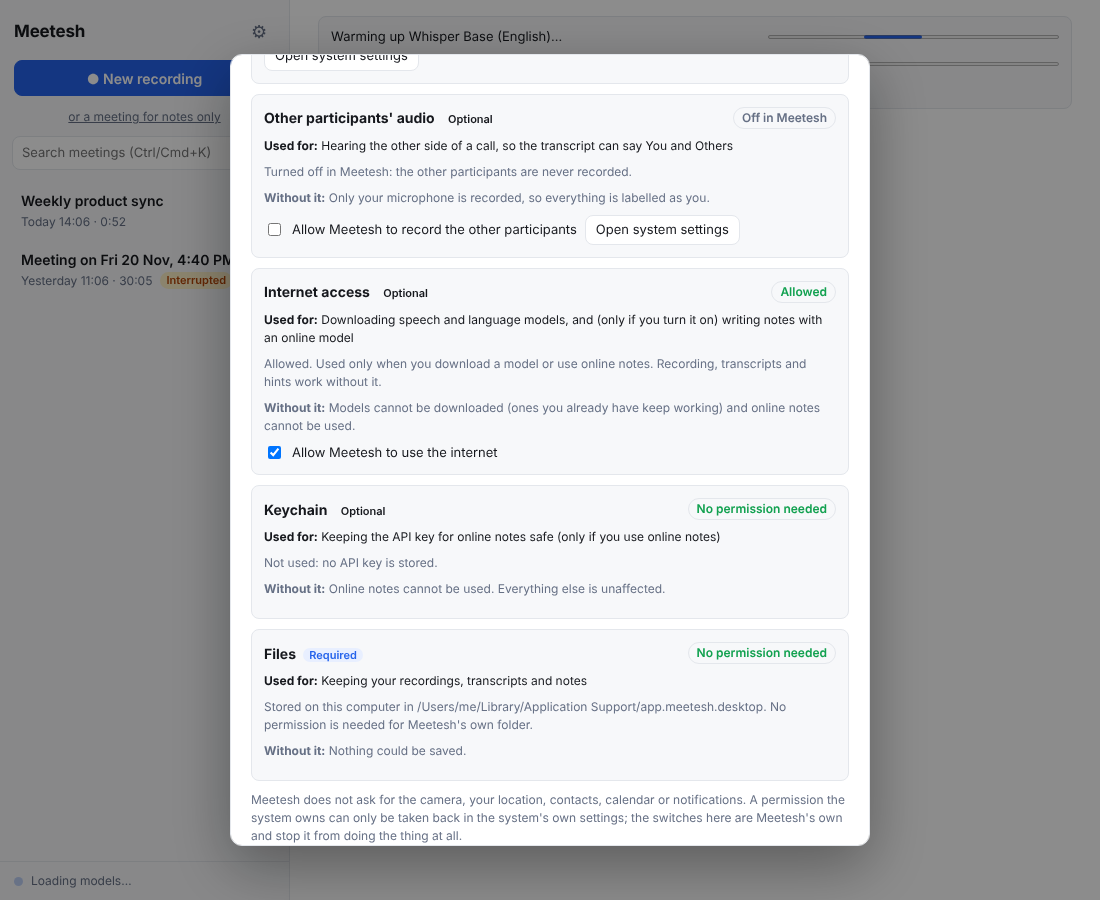 Meetesh
⚙
New recording
or a meeting for notes only
Search meetings (Ctrl/Cmd+K)
Weekly product sync
Today 14:06 · 0:52
Meeting on Fri 20 Nov, 4:40 PM
Yesterday 11:06 · 30:05 Interrupted
Loading models…
Warming up Whisper Base (English)…
Open system settings
Other participants' audio Optional Off in Meetesh
Used for: Hearing the other side of a call, so the transcript can say You and Others
Turned off in Meetesh: the other participants are never recorded.
Without it: Only your microphone is recorded, so everything is labelled as you.
Allow Meetesh to record the other participants Open system settings
Internet access Optional Allowed
Used for: Downloading speech and language models, and (only if you turn it on) writing notes with
an online model
Allowed. Used only when you download a model or use online notes. Recording, transcripts and
hints work without it.
Without it: Models cannot be downloaded (ones you already have keep working) and online notes
cannot be used.
Allow Meetesh to use the internet
Keychain Optional No permission needed
Used for: Keeping the API key for online notes safe (only if you use online notes)
Not used: no API key is stored.
Without it: Online notes cannot be used. Everything else is unaffected.
Files Required No permission needed
Used for: Keeping your recordings, transcripts and notes
Stored on this computer in /Users/me/Library/Application Support/app.meetesh.desktop. No
permission is needed for Meetesh's own folder.
Without it: Nothing could be saved.
Meetesh does not ask for the camera, your location, contacts, calendar or notifications. A permission the
system owns can only be taken back in the system's own settings; the switches here are Meetesh's own
and stop it from doing the thing at all.